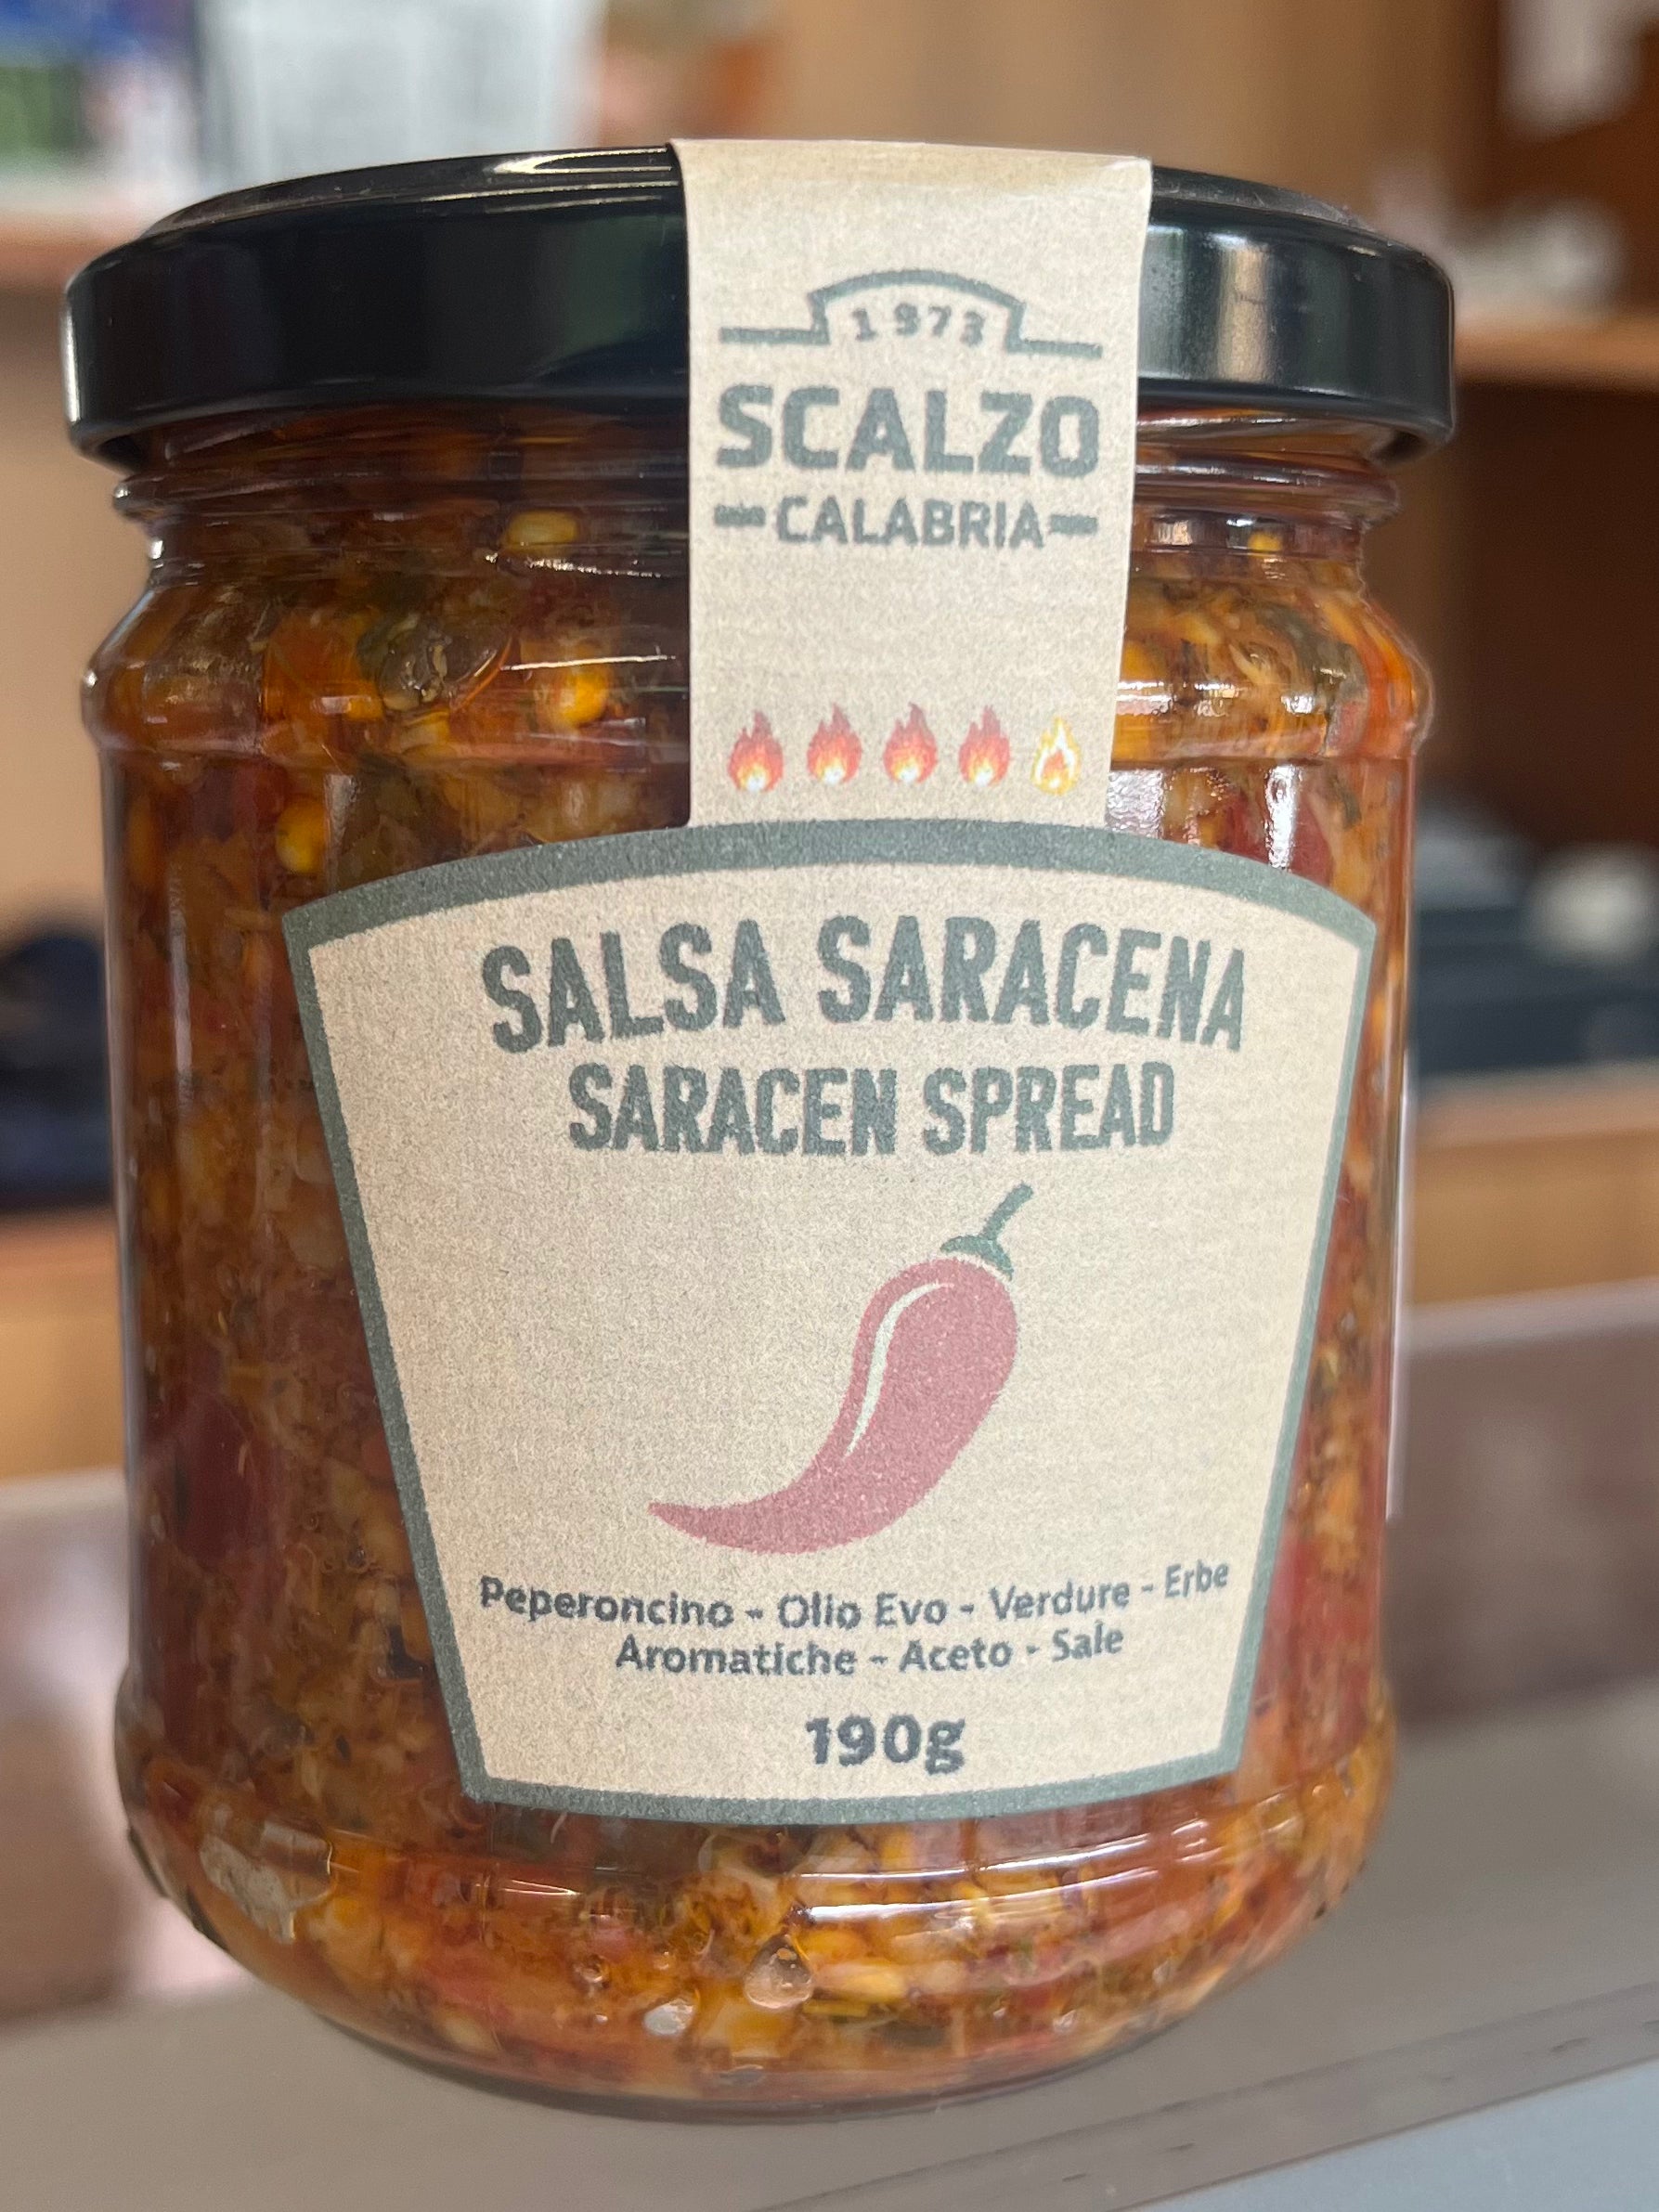 1973
SCALZO
CALABRIA
SALSA SARACENA
SARACEN SPREAD
Peperoncino - Olio Evo - Verdure - Erbe
Aromatiche - Aceto - Sale
190g